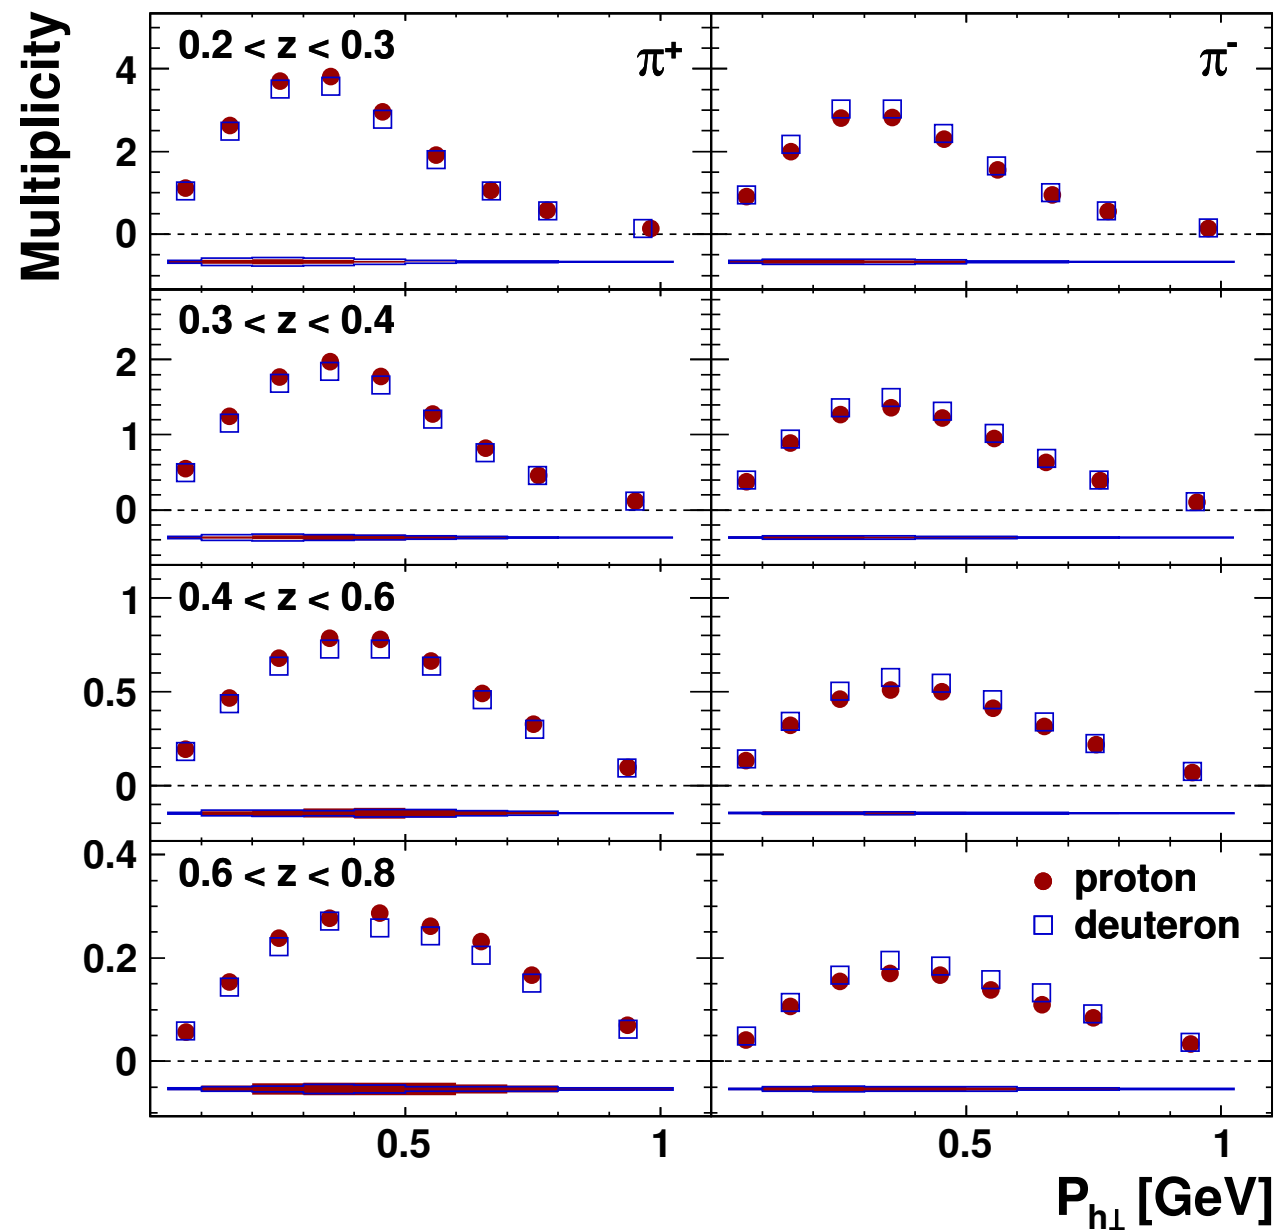 Multiplicity
0.2 < z < 0.3
π+
π-
4
2
0
0.3 < z < 0.4
2
1
0
0.4 < z < 0.6
1
0.5
0
0.6 < z < 0.8
proton
deuteron
0.4
0.2
0
0.5 1 0.5 1
Ph⊥ [GeV]